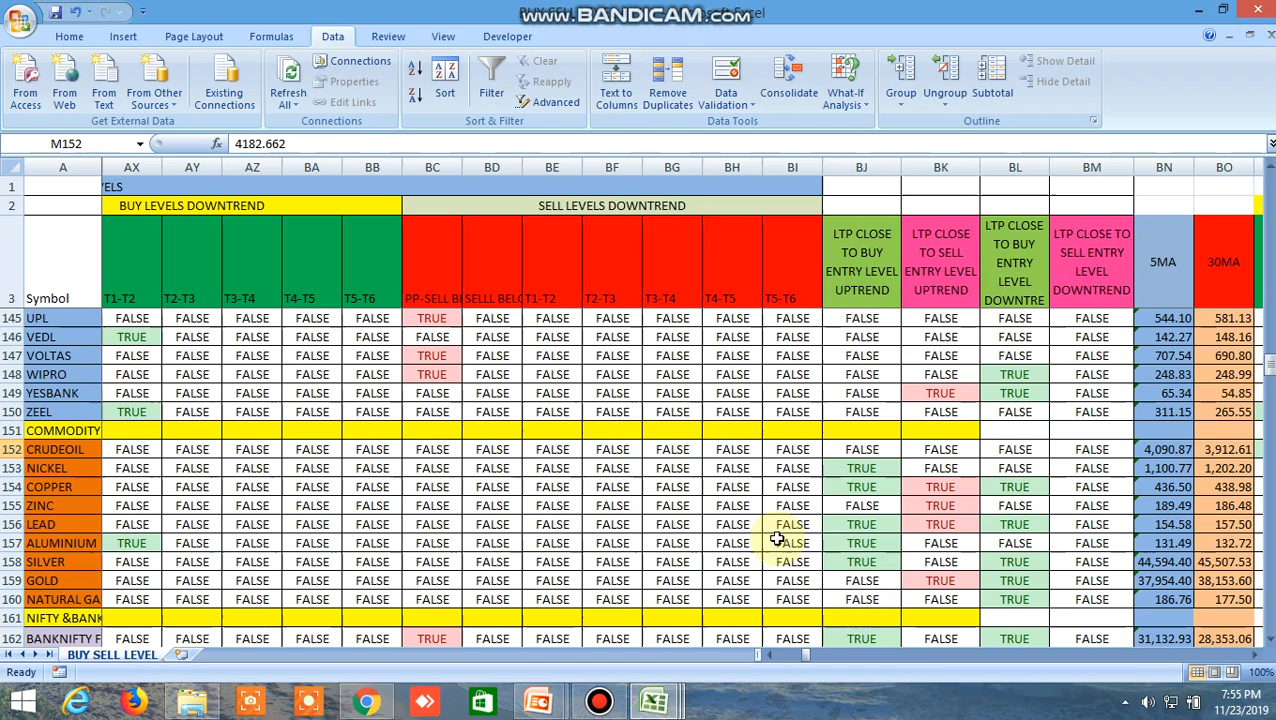 BUY SELL
www.BANDICAM.com
Excel
Home Insert Page Layout Formulas Data Review View Developer
From Access
From Web
From Text
From Other Sources
Existing Connections
Get External Data
Refresh All
Connections
Properties
Edit Links
Connections
Sort
Filter
Clear
Reapply
Advanced
Sort & Filter
Text to Columns
Remove Duplicates
Data Validation
Consolidate
What-If Analysis
Data Tools
Group
Ungroup
Subtotal
Show Detail
Hide Detail
Outline
M152 fx 4182.662
A AX AY AZ BA BB BC BD BE BF BG BH BI BJ BK BL BM BN BO
1 VELS
2 BUY LEVELS DOWNTREND SELL LEVELS DOWNTREND
3 Symbol T1-T2 T2-T3 T3-T4 T4-T5 T5-T6 PP-SELL B SELLL BELO T1-T2 T2-T3 T3-T4 T4-T5 T5-T6
LTP CLOSE TO BUY ENTRY LEVEL UPTREND
LTP CLOSE TO SELL ENTRY LEVEL UPTREND
LTP CLOSE TO BUY ENTRY LEVEL DOWNTRE
LTP CLOSE TO SELL ENTRY LEVEL DOWNTREND
5MA
30MA
145 UPL FALSE FALSE FALSE FALSE FALSE TRUE FALSE FALSE FALSE FALSE FALSE FALSE FALSE FALSE FALSE FALSE 544.10 581.13
146 VEDL TRUE FALSE FALSE FALSE FALSE FALSE FALSE FALSE FALSE FALSE FALSE FALSE FALSE FALSE FALSE FALSE 142.27 148.16
147 VOLTAS FALSE FALSE FALSE FALSE FALSE TRUE FALSE FALSE FALSE FALSE FALSE FALSE FALSE FALSE FALSE FALSE 707.54 690.80
148 WIPRO FALSE FALSE FALSE FALSE FALSE TRUE FALSE FALSE FALSE FALSE FALSE FALSE FALSE FALSE TRUE FALSE 248.83 248.99
149 YESBANK FALSE FALSE FALSE FALSE FALSE FALSE FALSE FALSE FALSE FALSE FALSE FALSE FALSE TRUE TRUE FALSE 65.34 54.85
150 ZEEL TRUE FALSE FALSE FALSE FALSE FALSE FALSE FALSE FALSE FALSE FALSE FALSE FALSE FALSE FALSE FALSE 311.15 265.55
151 COMMODITY
152 CRUDEOIL FALSE FALSE FALSE FALSE FALSE FALSE FALSE FALSE FALSE FALSE FALSE FALSE FALSE FALSE FALSE FALSE 4,090.87 3,912.61
153 NICKEL FALSE FALSE FALSE FALSE FALSE FALSE FALSE FALSE FALSE FALSE FALSE FALSE TRUE FALSE FALSE FALSE 1,100.77 1,202.20
154 COPPER FALSE FALSE FALSE FALSE FALSE FALSE FALSE FALSE FALSE FALSE FALSE FALSE TRUE TRUE TRUE FALSE 436.50 438.98
155 ZINC FALSE FALSE FALSE FALSE FALSE FALSE FALSE FALSE FALSE FALSE FALSE FALSE FALSE TRUE FALSE FALSE 189.49 186.48
156 LEAD FALSE FALSE FALSE FALSE FALSE FALSE FALSE FALSE FALSE FALSE FALSE FALSE TRUE TRUE TRUE FALSE 154.58 157.50
157 ALUMINIUM TRUE FALSE FALSE FALSE FALSE FALSE FALSE FALSE FALSE FALSE FALSE FALSE TRUE FALSE FALSE FALSE 131.49 132.72
158 SILVER FALSE FALSE FALSE FALSE FALSE FALSE FALSE FALSE FALSE FALSE FALSE FALSE TRUE FALSE TRUE FALSE 44,594.40 45,507.53
159 GOLD FALSE FALSE FALSE FALSE FALSE FALSE FALSE FALSE FALSE FALSE FALSE FALSE FALSE TRUE TRUE FALSE 37,954.40 38,153.60
160 NATURAL GA FALSE FALSE FALSE FALSE FALSE FALSE FALSE FALSE FALSE FALSE FALSE FALSE FALSE FALSE TRUE FALSE 186.76 177.50
161 NIFTY &BANK
162 BANKNIFTY F FALSE FALSE FALSE FALSE FALSE TRUE FALSE FALSE FALSE FALSE FALSE FALSE TRUE FALSE TRUE FALSE 31,132.93 28,353.06
BUY SELL LEVEL
Ready 100%
7:55 PM
11/23/2019